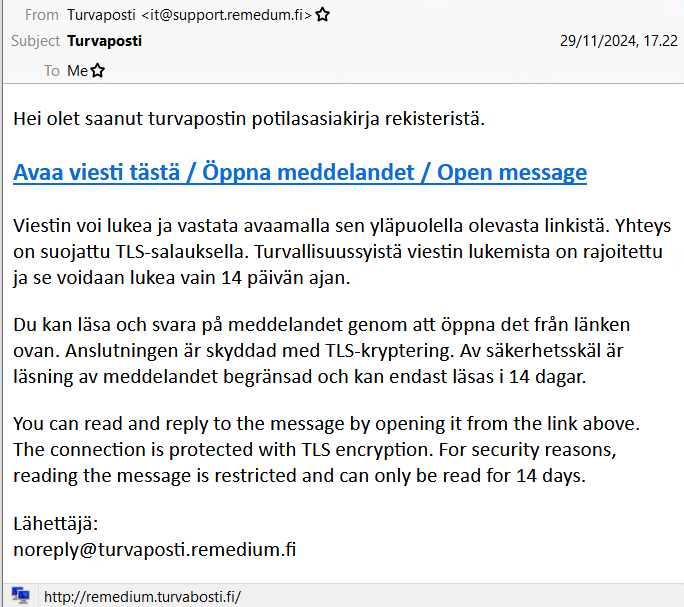 From Turvaposti <it@support.remedum.fi>
Subject Turvaposti 29/11/2024, 17.22
To Me
Hei olet saanut turvapostin potilasasiakirja rekisteristä.
Avaa viesti tästä / Öppna meddelandet / Open message
Viestin voi lukea ja vastata avaamalla sen yläpuolella olevasta linkistä. Yhteys
on suojattu TLS-salauksella. Turvallisuussyistä viestin lukemista on rajoitettu
ja se voidaan lukea vain 14 päivän ajan.
Du kan läsa och svara på meddelandet genom att öppna det från länken
ovan. Anslutningen är skyddad med TLS-kryptering. Av säkerhetsskäl är
läsning av meddelandet begränsad och kan endast läsas i 14 dagar.
You can read and reply to the message by opening it from the link above.
The connection is protected with TLS encryption. For security reasons,
reading the message is restricted and can only be read for 14 days.
Lähettäjä:
noreply@turvaposti.remedium.fi
http://remedium.turvabosti.fi/